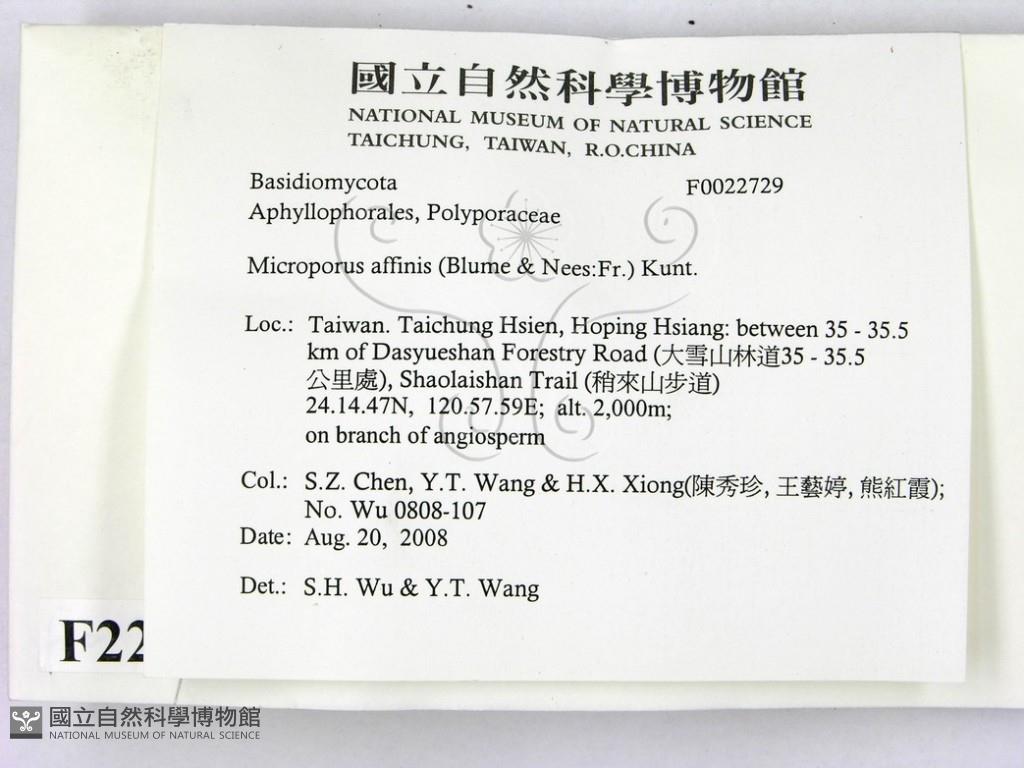 國立自然科學博物館
NATIONAL MUSEUM OF NATURAL SCIENCE
TAICHUNG, TAIWAN, R.O.CHINA
Basidiomycota F0022729
Aphyllophorales, Polyporaceae
Microporus affinis (Blume & Nees:Fr.) Kunt.
Loc.: Taiwan. Taichung Hsien, Hoping Hsiang: between 35 - 35.5
km of Dasyueshan Forestry Road (大雪山林道35 - 35.5
公里處), Shaolaishan Trail (稍來山步道)
24.14.47N, 120.57.59E; alt. 2,000m;
on branch of angiosperm
Col.: S.Z. Chen, Y.T. Wang & H.X. Xiong(陳秀珍, 王藝婷, 熊紅霞);
No. Wu 0808-107
Date: Aug. 20, 2008
Det.: S.H. Wu & Y.T. Wang
F22
國立自然科學博物館
NATIONAL MUSEUM OF NATURAL SCIENCE